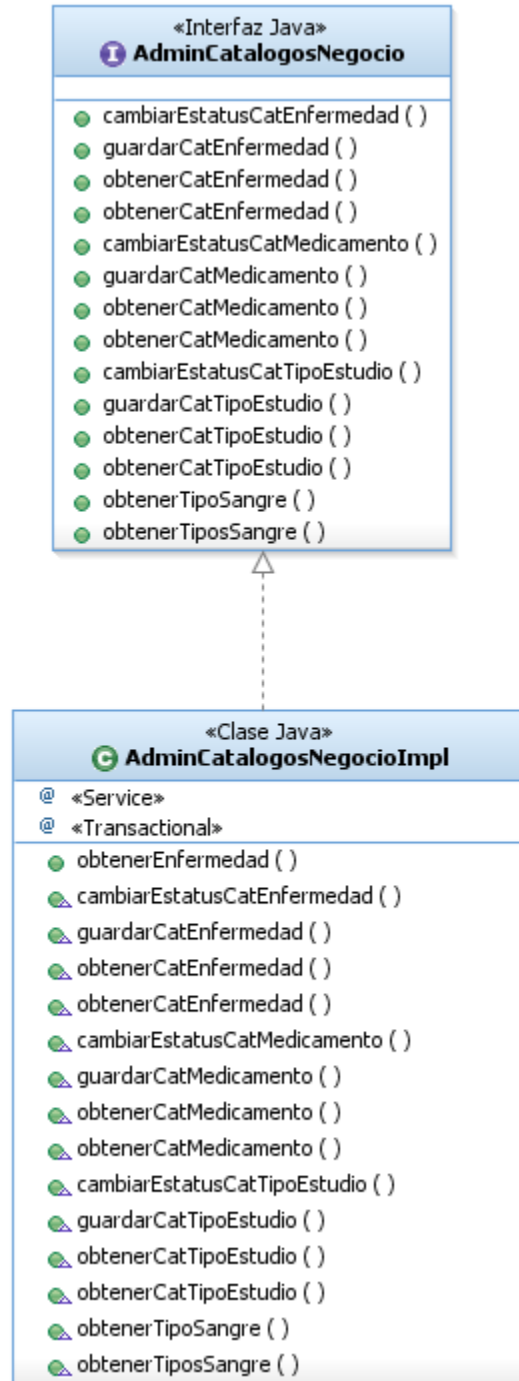 «Interfaz Java»
AdminCatalogosNegocio
cambiarEstatusCatEnfermedad ( )
guardarCatEnfermedad ( )
obtenerCatEnfermedad ( )
obtenerCatEnfermedad ( )
cambiarEstatusCatMedicamento ( )
guardarCatMedicamento ( )
obtenerCatMedicamento ( )
obtenerCatMedicamento ( )
cambiarEstatusCatTipoEstudio ( )
guardarCatTipoEstudio ( )
obtenerCatTipoEstudio ( )
obtenerCatTipoEstudio ( )
obtenerTipoSangre ( )
obtenerTiposSangre ( )
«Clase Java»
AdminCatalogosNegocioImpl
@ «Service»
@ «Transactional»
obtenerEnfermedad ( )
cambiarEstatusCatEnfermedad ( )
guardarCatEnfermedad ( )
obtenerCatEnfermedad ( )
obtenerCatEnfermedad ( )
cambiarEstatusCatMedicamento ( )
guardarCatMedicamento ( )
obtenerCatMedicamento ( )
obtenerCatMedicamento ( )
cambiarEstatusCatTipoEstudio ( )
guardarCatTipoEstudio ( )
obtenerCatTipoEstudio ( )
obtenerCatTipoEstudio ( )
obtenerTipoSangre ( )
obtenerTiposSangre ( )